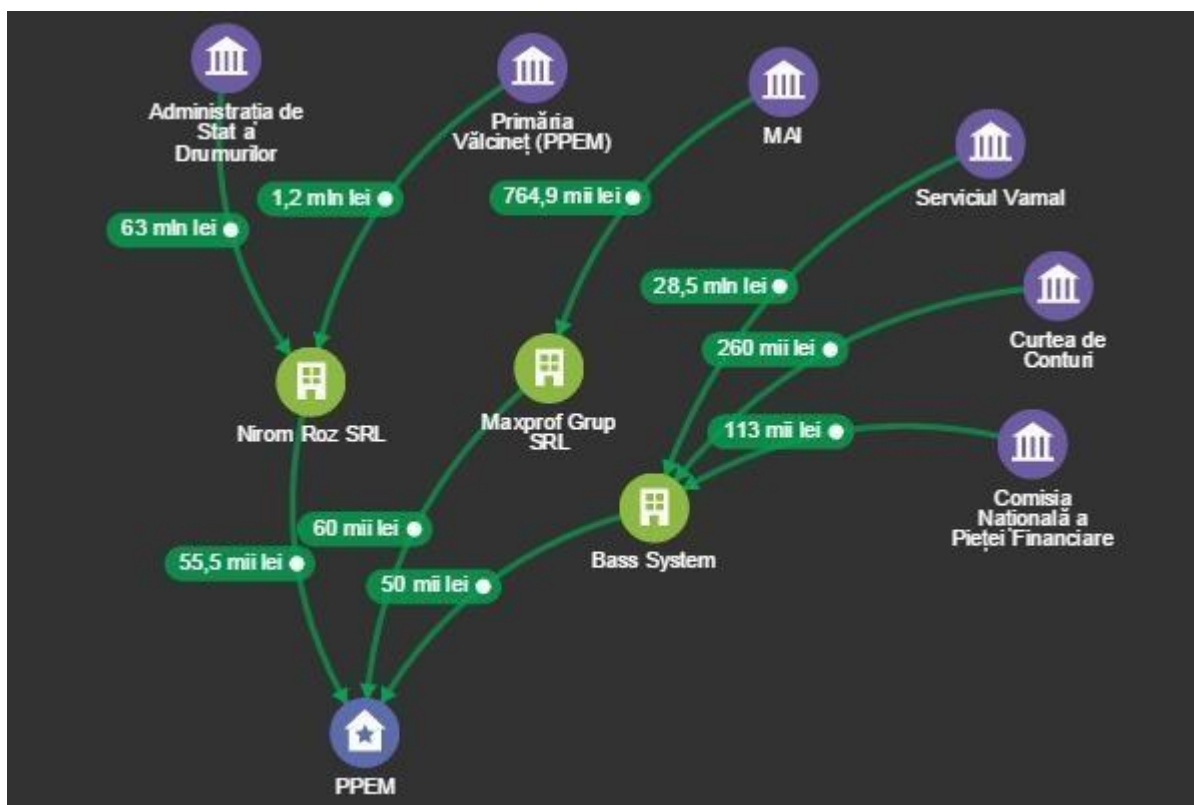 Administrația de
Stat a
Drumurilor
Primăria
Vălcineț (PPEM)
MAI
Serviciul Vamal
1,2 mln lei
764,9 mii lei
63 mln lei
28,5 mln lei
Curtea de
Conturi
260 mii lei
Nirom Roz SRL
Maxprof Grup
SRL
113 mii lei
Comisia
Națională a
Pieței Financiare
60 mii lei
Bass System
55,5 mii lei
50 mii lei
PPEM